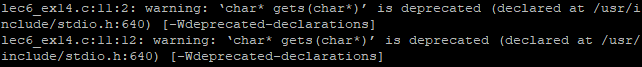 lec6_ex14.c:11:2: warning: ‘char* gets(char*)’ is deprecated (declared at /usr/i
nclude/stdio.h:640) [-Wdeprecated-declarations]
lec6_ex14.c:11:12: warning: ‘char* gets(char*)’ is deprecated (declared at /usr/
include/stdio.h:640) [-Wdeprecated-declarations]